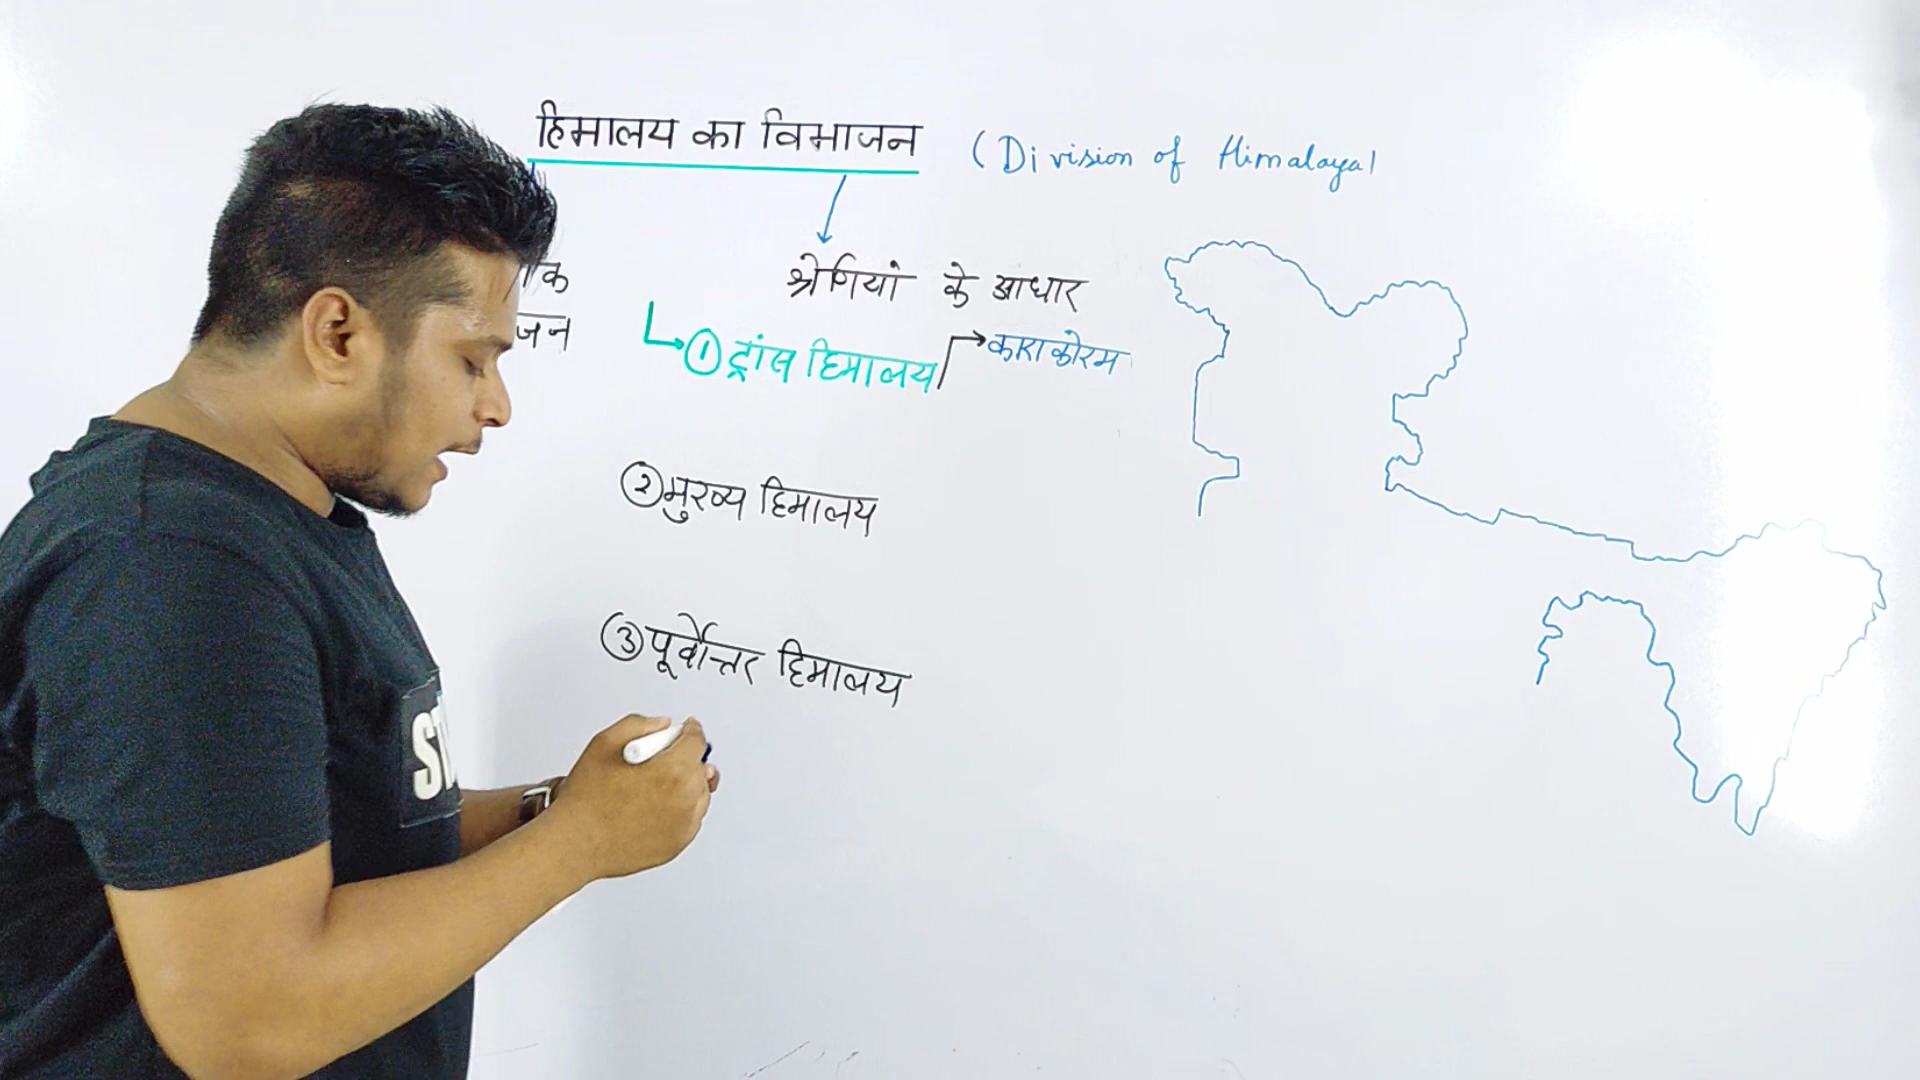 हिमालय का विभाजन (Division of Himalaya)
श्रेणियां के आधार
① ट्रांस हिमालय → काराकोरम
② मुख्य हिमालय
③ पूर्वोत्तर हिमालय